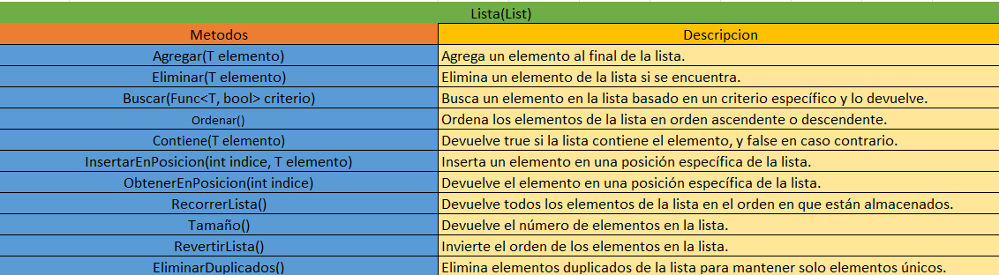 Lista(List)
Metodos Descripcion
Agregar(T elemento) Agrega un elemento al final de la lista.
Eliminar(T elemento) Elimina un elemento de la lista si se encuentra.
Buscar(Func<T, bool> criterio) Busca un elemento en la lista basado en un criterio específico y lo devuelve.
Ordenar() Ordena los elementos de la lista en orden ascendente o descendente.
Contiene(T elemento) Devuelve true si la lista contiene el elemento, y false en caso contrario.
InsertarEnPosicion(int indice, T elemento) Inserta un elemento en una posición específica de la lista.
ObtenerEnPosicion(int indice) Devuelve el elemento en una posición específica de la lista.
RecorrerLista() Devuelve todos los elementos de la lista en el orden en que están almacenados.
Tamaño() Devuelve el número de elementos en la lista.
RevertirLista() Invierte el orden de los elementos en la lista.
EliminarDuplicados() Elimina elementos duplicados de la lista para mantener solo elementos únicos.